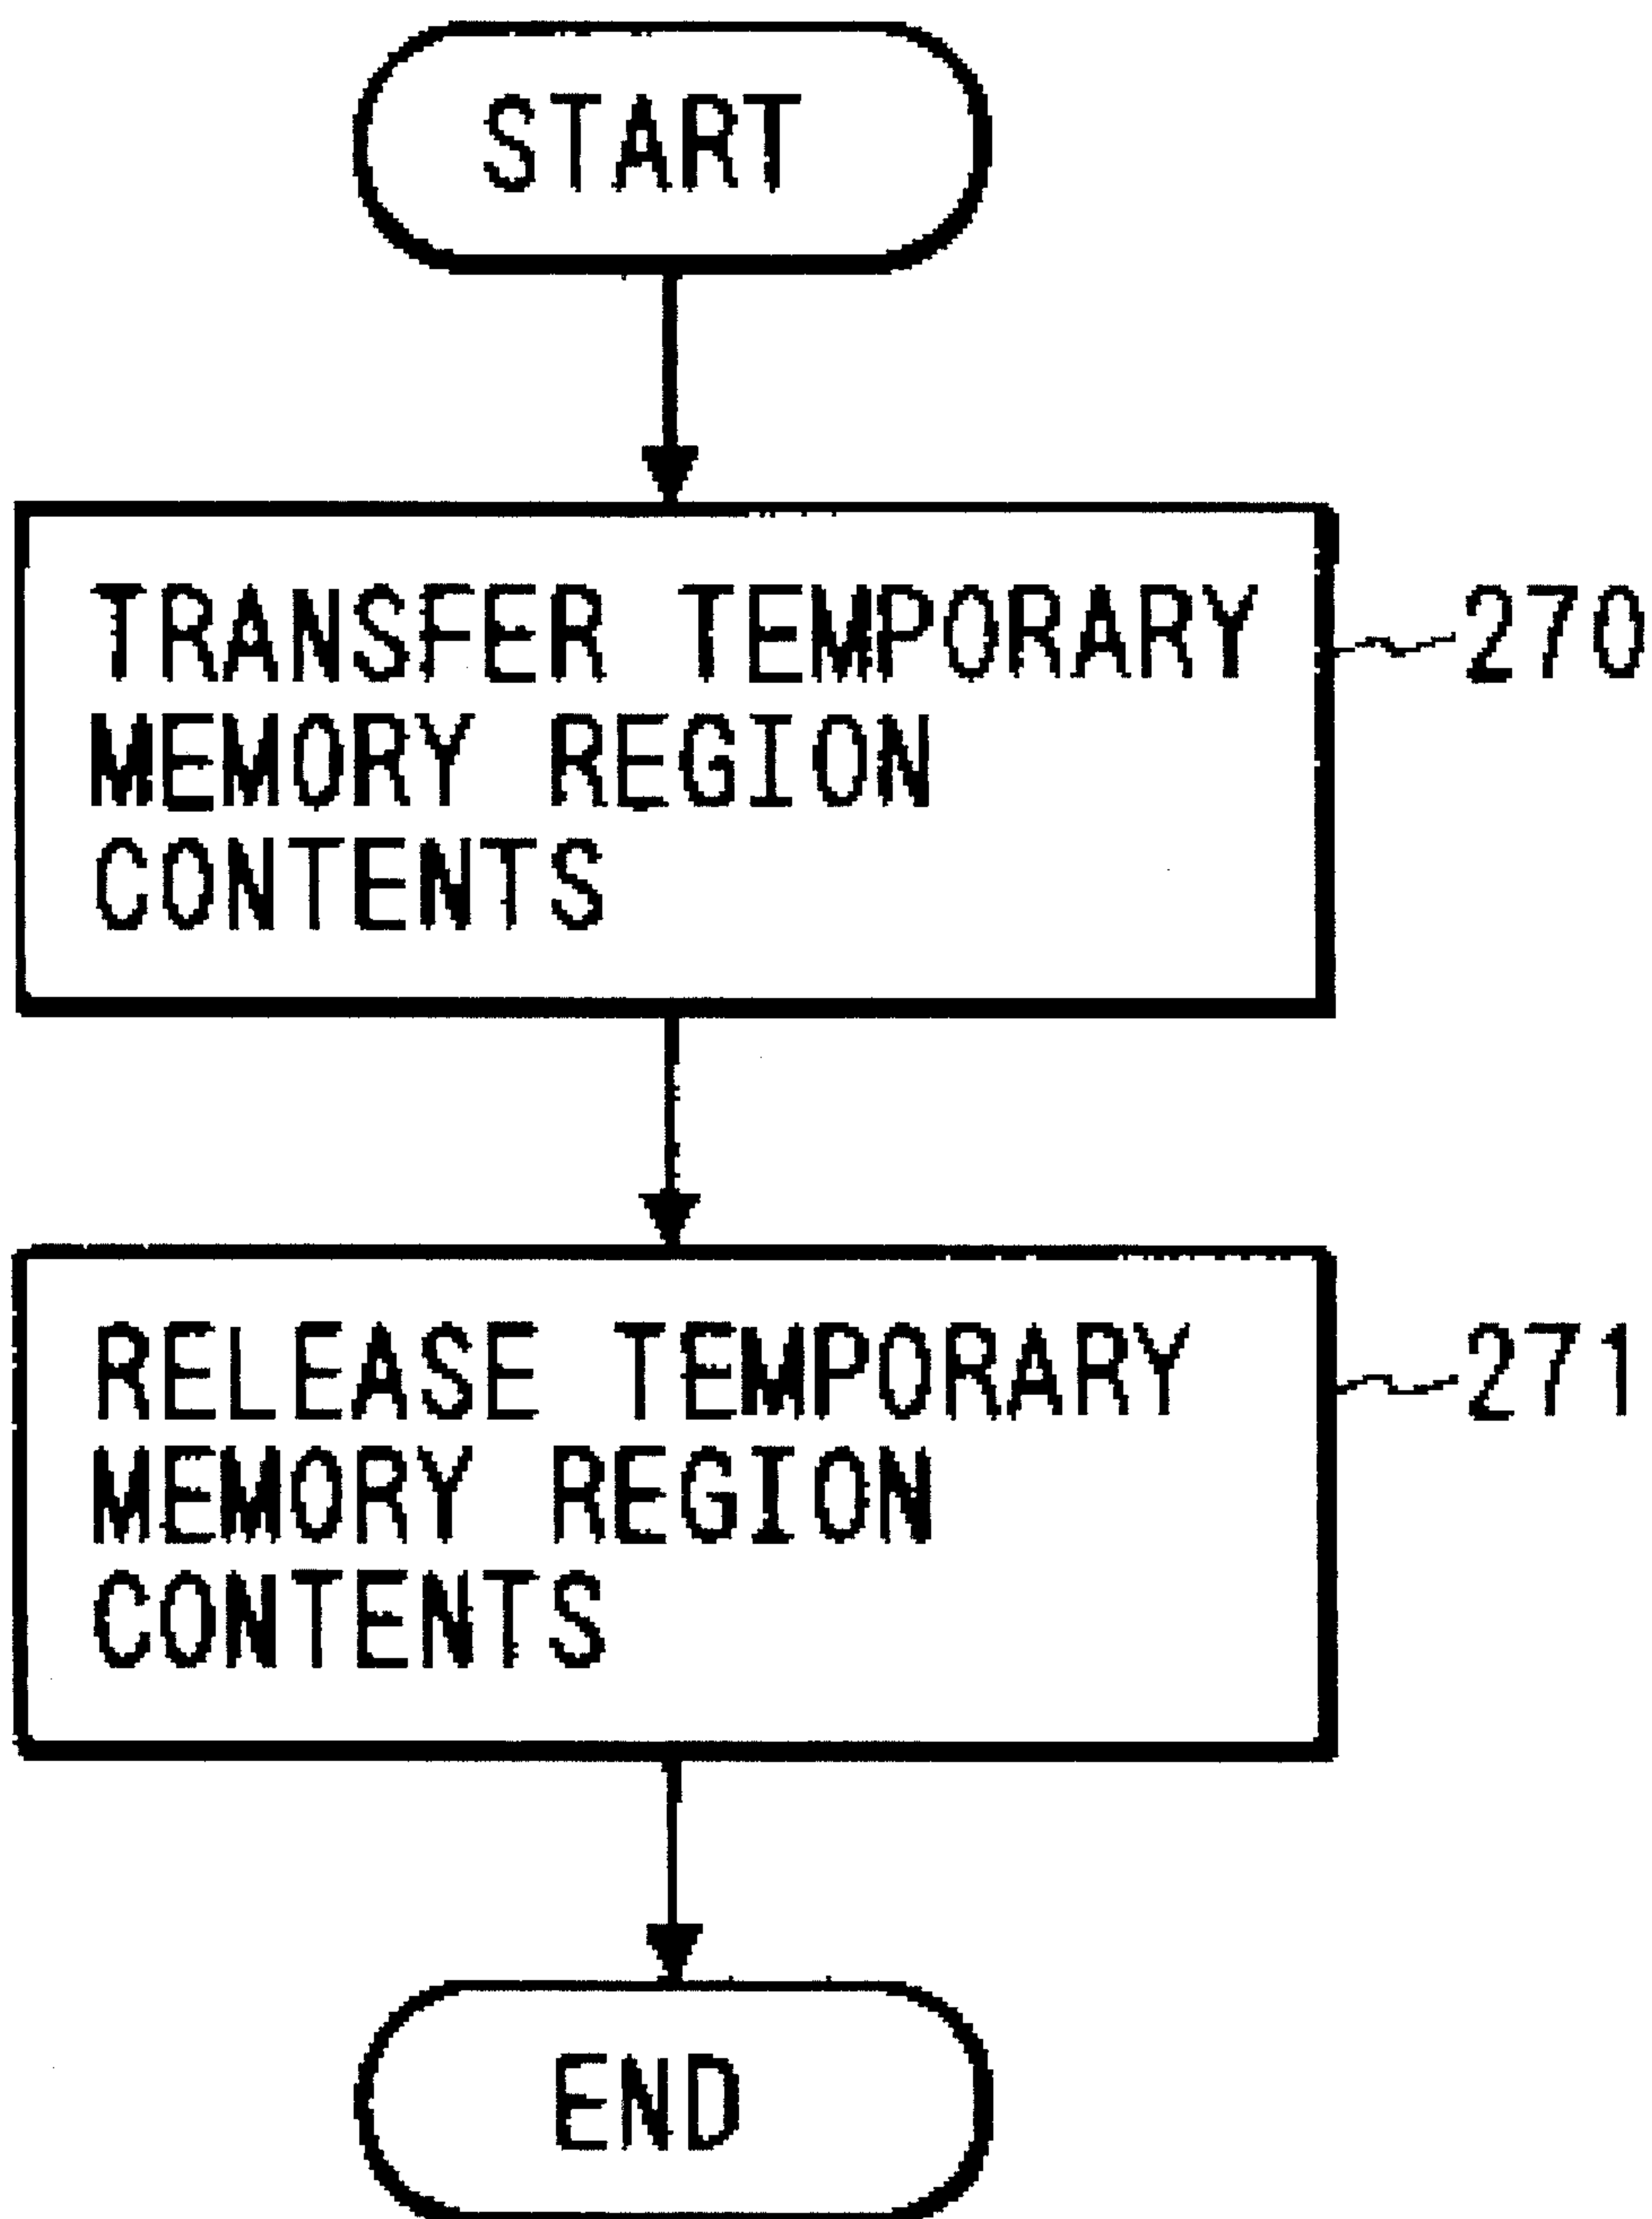 START
TRANSFER TEMPORARY
MEMORY REGION
CONTENTS
270
RELEASE TEMPORARY
MEMORY REGION
CONTENTS
271
END